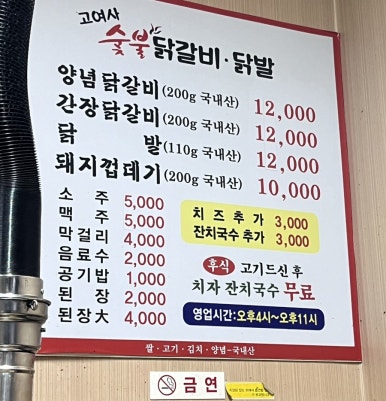 고여사
숯불닭갈비·닭발
양념닭갈비(200g 국내산) 12,000
간장닭갈비(200g 국내산) 12,000
닭 발(110g 국내산) 12,000
돼지껍데기(200g 국내산) 10,000
소 주 5,000
맥 주 5,000
막걸리 4,000
음료수 2,000
공기밥 1,000
된 장 2,000
된장大 4,000
치 즈 추 가 3,000
잔치국수 추가 3,000
후식 고기드신 후
치자 잔치국수 무료
영업시간:오후4시~오후11시
쌀·고기·김치·양념-국내산
금 연